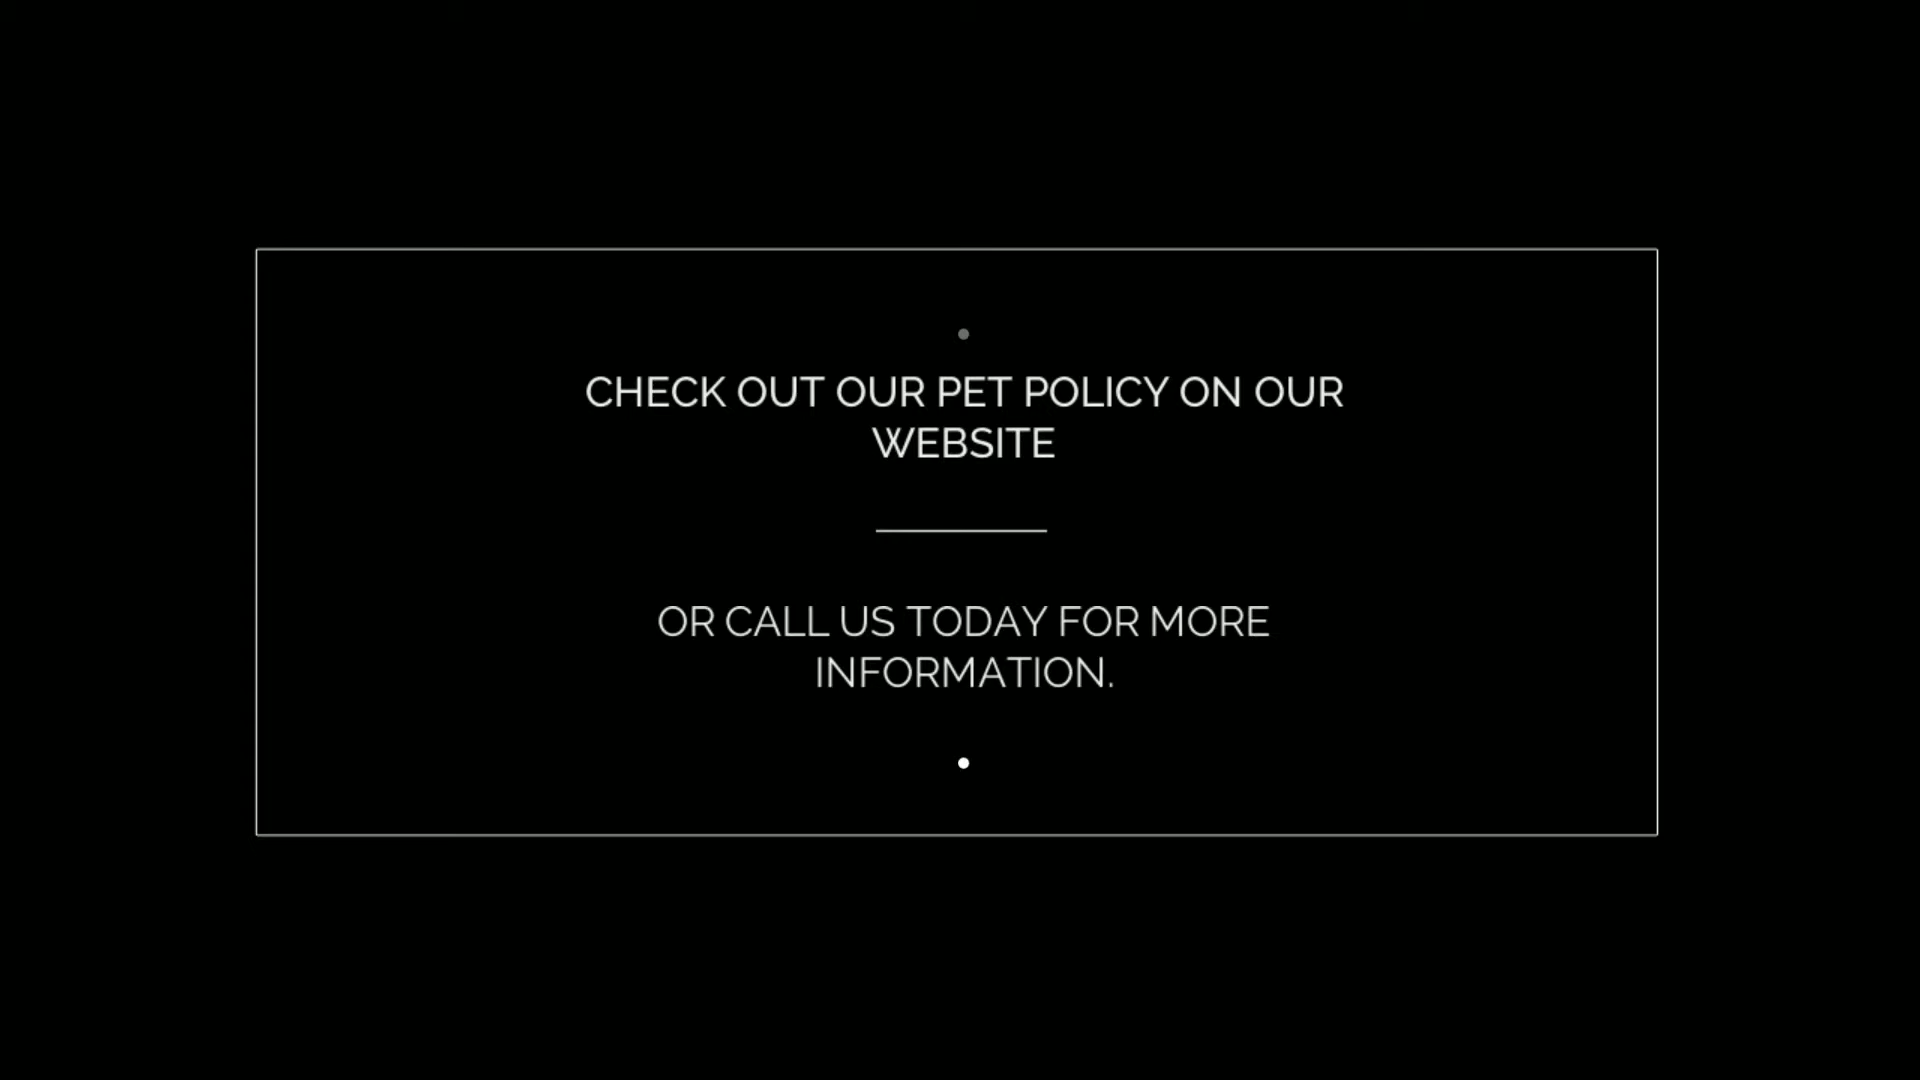 CHECK OUT OUR PET POLICY ON OUR
WEBSITE
OR CALL US TODAY FOR MORE
INFORMATION.